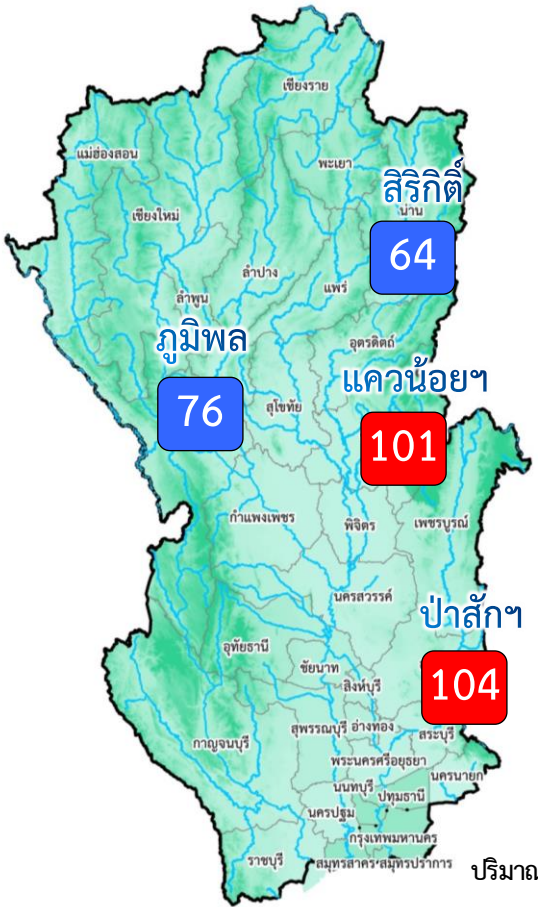 เชียงราย
แม่ฮ่องสอน
พะเยา
สิริกิติ์
น่าน
เชียงใหม่
64
ลำปาง
แพร่
ลำพูน
ภูมิพล
อุตรดิตถ์
แควน้อยฯ
76
สุโขทัย
101
กำแพงเพชร
พิจิตร
เพชรบูรณ์
นครสวรรค์
ป่าสักฯ
อุทัยธานี
ชัยนาท
สิงห์บุรี
104
สุพรรณบุรี อ่างทอง
สระบุรี
กาญจนบุรี
พระนครศรีอยุธยา
นครนายก
นนทบุรี
ปทุมธานี
นครปฐม
กรุงเทพมหานคร
ราชบุรี
สมุทรสาคร สมุทรปราการ
ปริมาณ